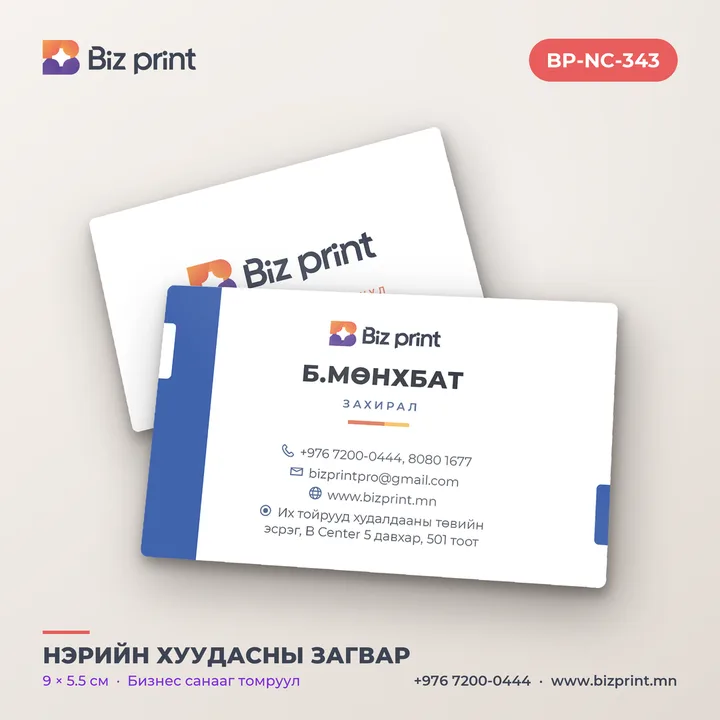 Biz print
BP-NC-343
Biz print
Biz print
Б.МӨНХБАТ
ЗАХИРАЛ
+976 7200-0444, 8080 1677
bizprintpro@gmail.com
www.bizprint.mn
Их тойрууд худалдааны төвийн
эсрэг, B Center 5 давхар, 501 тоот
НЭРИЙН ХУУДАСНЫ ЗАГВАР
9 × 5.5 см · Бизнес санааг томруул
+976 7200-0444 · www.bizprint.mn